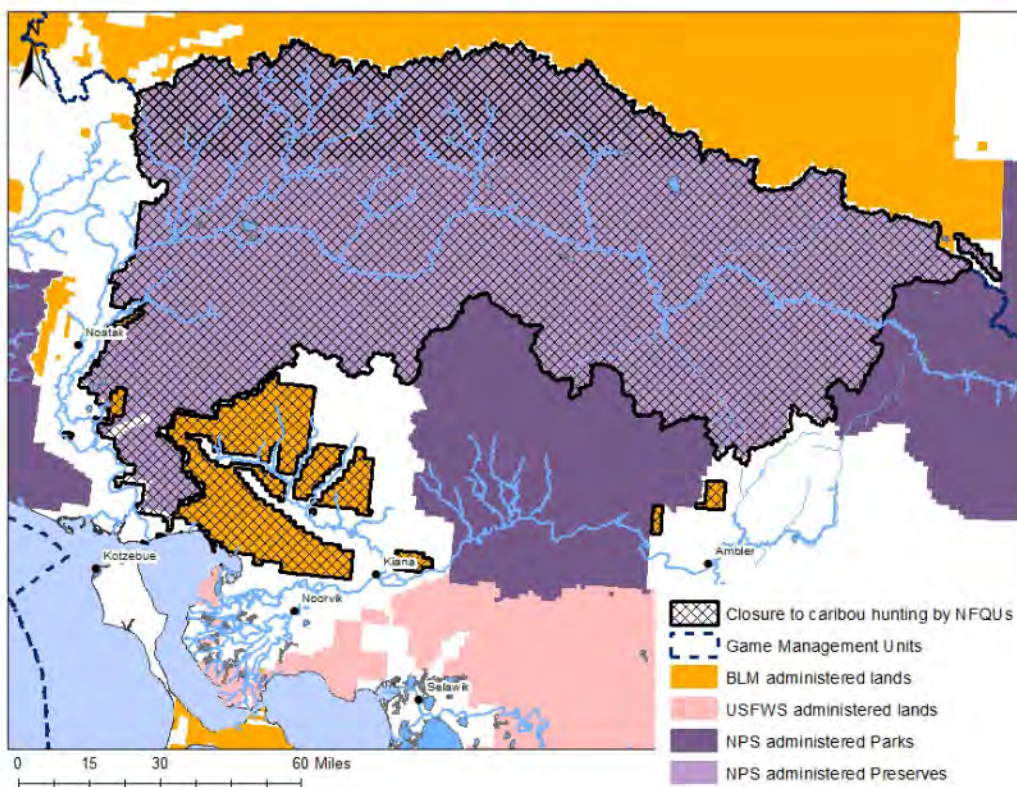 Noatak
Kotzebue
Kiana
Noorvik
Ambler
Selawik
Closure to caribou hunting by NFQUs
Game Management Units
BLM administered lands
USFWS administered lands
NPS administered Parks
NPS administered Preserves
0 15 30 60 Miles